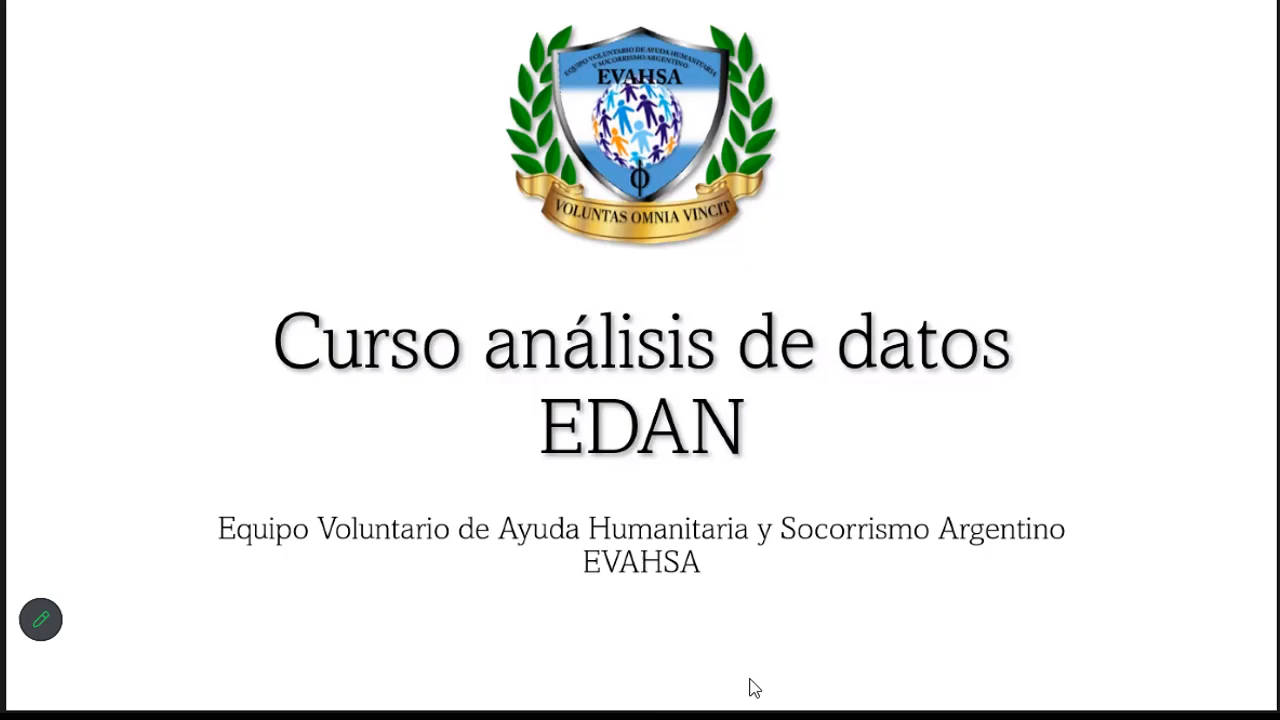 EQUIPO VOLUNTARIO DE AYUDA HUMANITARIA
Y SOCORRISMO ARGENTINO
EVAHSA
VOLUNTAS OMNIA VINCIT
Curso análisis de datos
EDAN
Equipo Voluntario de Ayuda Humanitaria y Socorrismo Argentino
EVAHSA